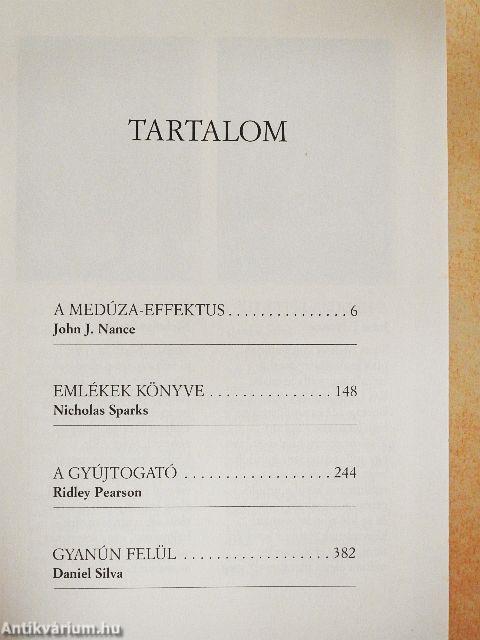 TARTALOM
A MEDÚZA-EFFEKTUS...............6
John J. Nance
EMLÉKEK KÖNYVE................148
Nicholas Sparks
A GYÚJTOGATÓ...................244
Ridley Pearson
GYANÚN FELÜL...................382
Daniel Silva
Antikvárium.hu